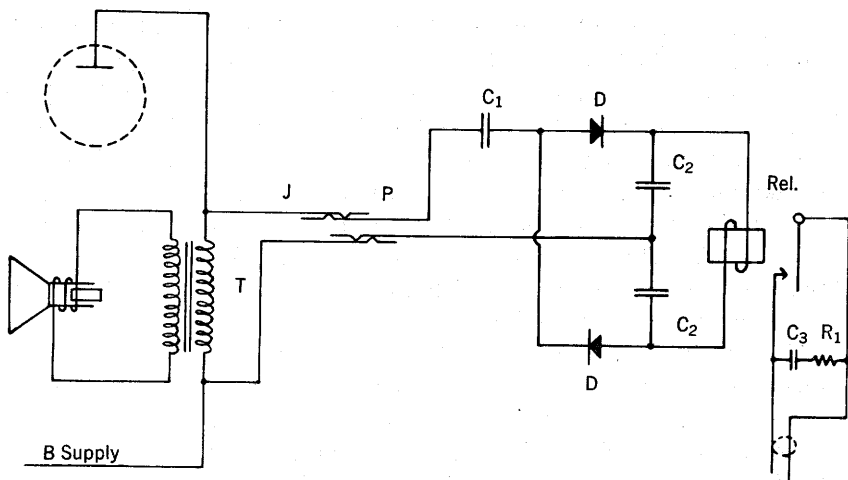 C₁
D
J
P
C₂
Rel.
T
C₂
C₃
R₁
D
B Supply